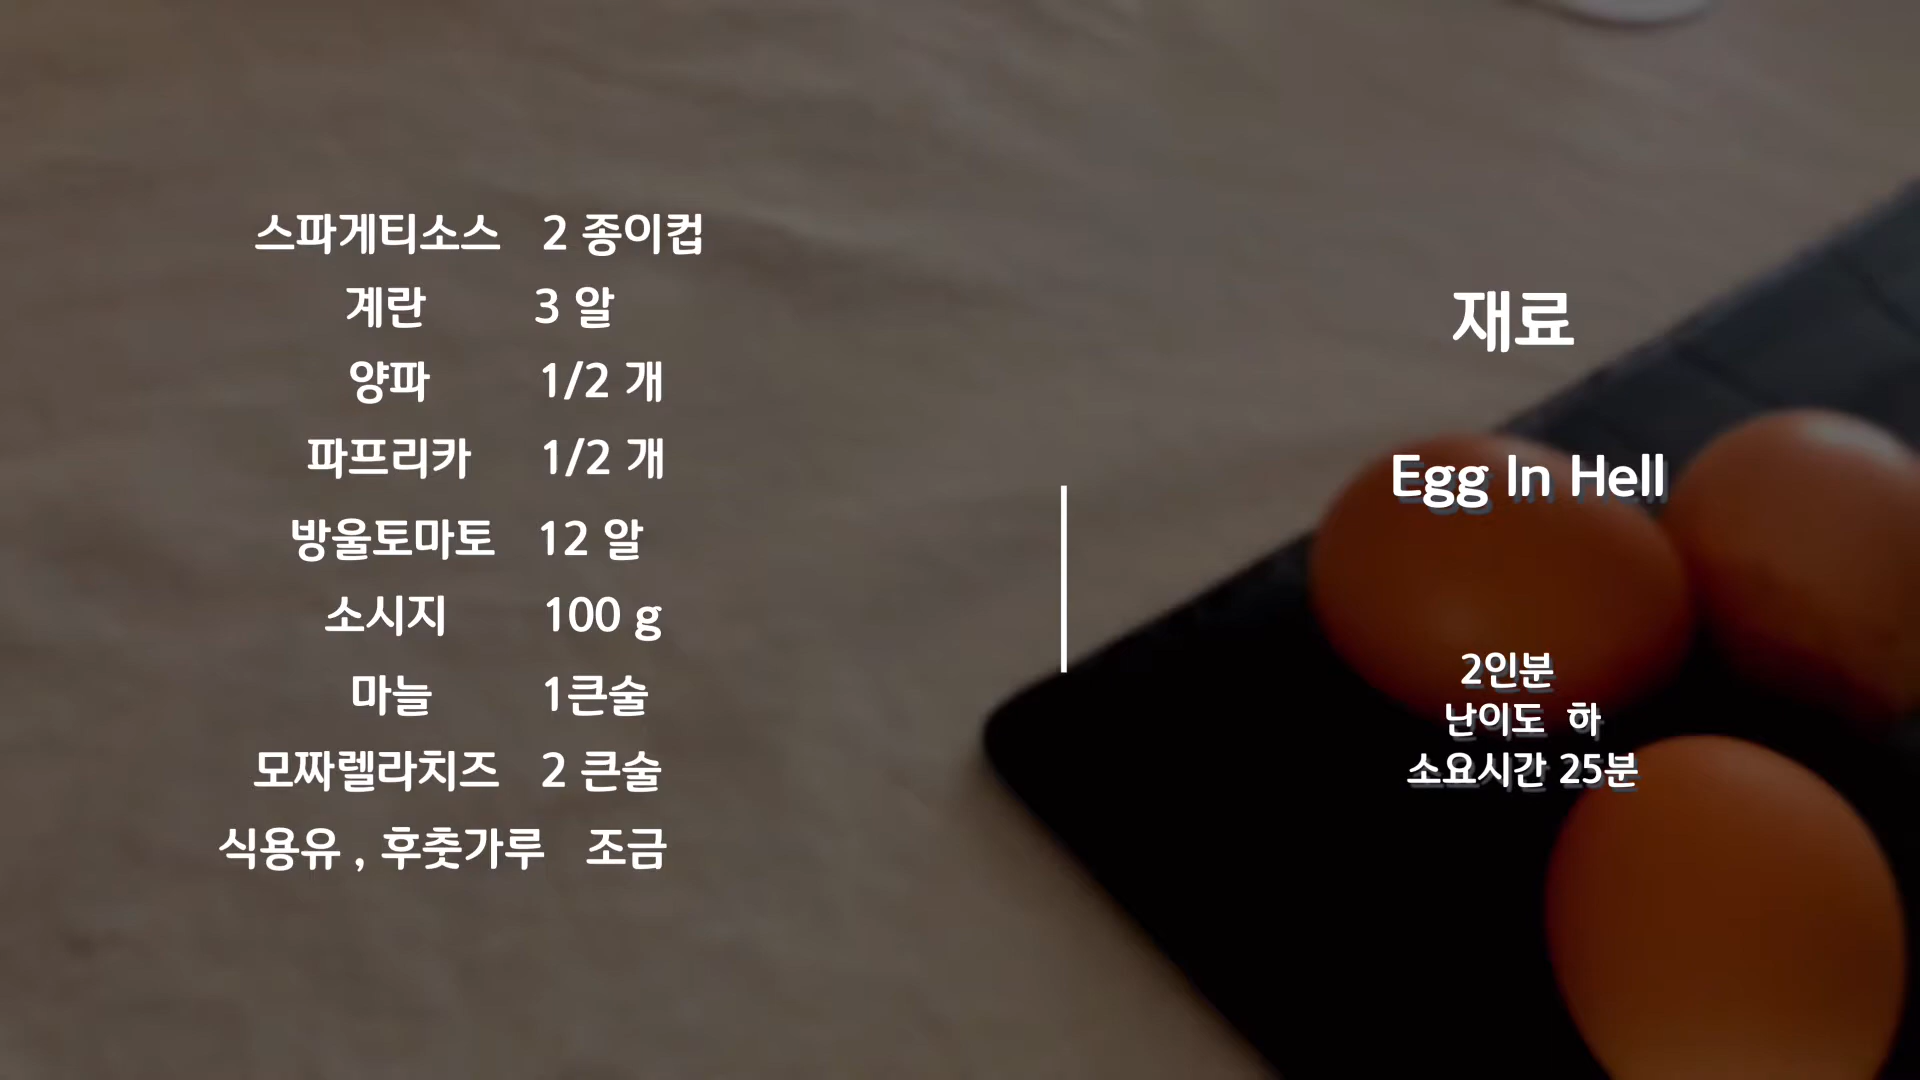 스파게티소스 2 종이컵
계란 3 알
양파 1/2 개
파프리카 1/2 개
방울토마토 12 알
소시지 100 g
마늘 1큰술
모짜렐라치즈 2 큰술
식용유 , 후춧가루 조금
재료
Egg In Hell
2인분
난이도 하
소요시간 25분